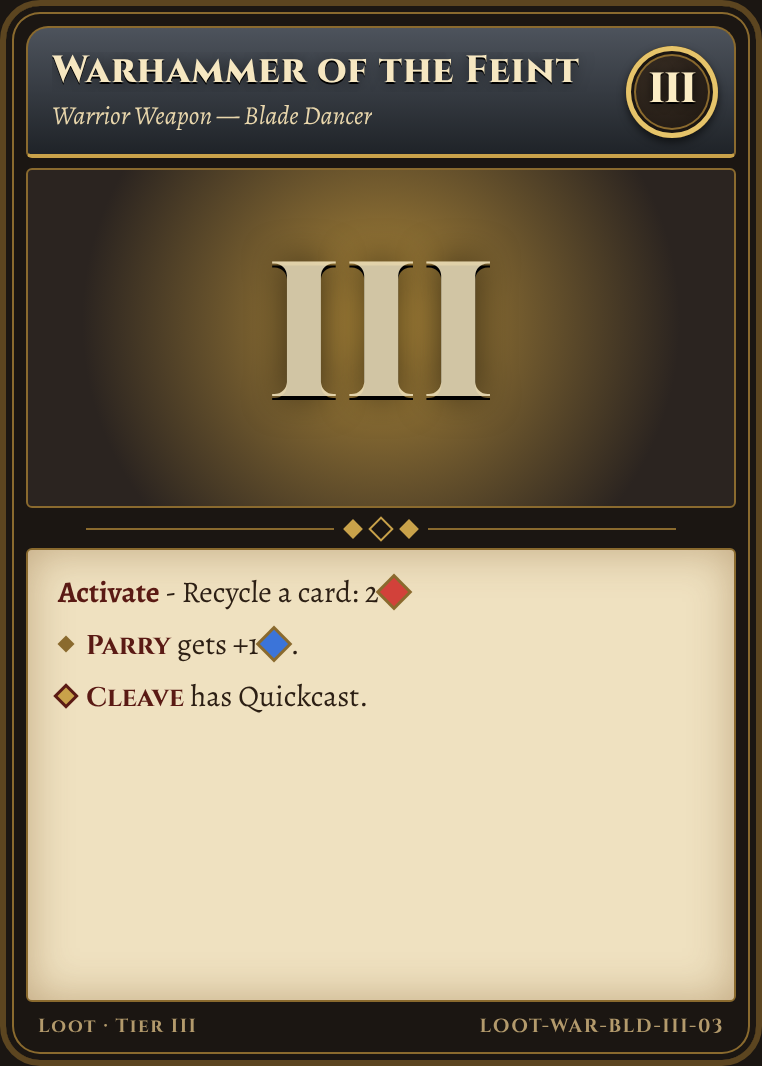 Warhammer of the Feint
Warrior Weapon — Blade Dancer
III
III
Activate - Recycle a card: 2
Parry gets +1.
Cleave has Quickcast.
Loot · Tier III
LOOT-WAR-BLD-III-03